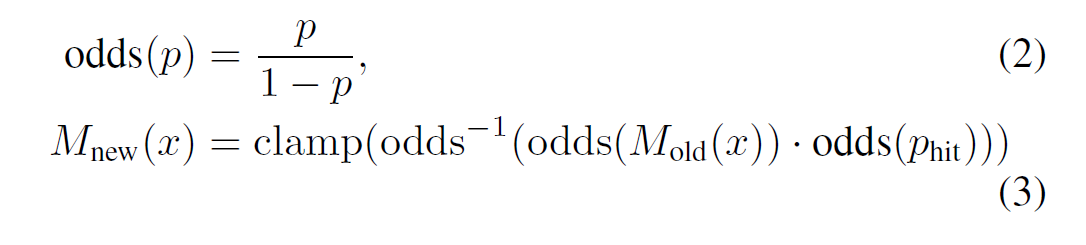 odds(p) = p / (1 − p), (2)
M_new(x) = clamp(odds^−1(odds(M_old(x)) · odds(p_hit)))
(3)